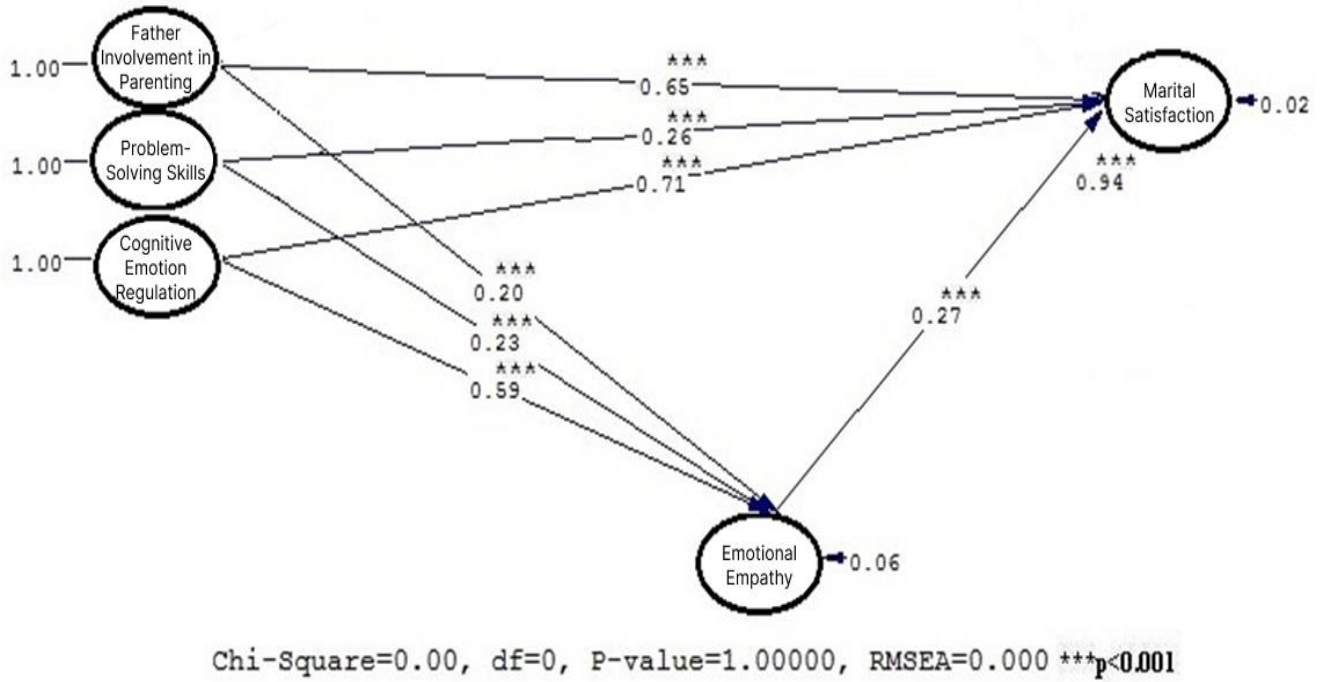 Father
Involvement in
Parenting
1.00
Problem-
Solving Skills
1.00
Cognitive
Emotion
Regulation
1.00
***
0.65
***
0.26
***
0.71
Marital
Satisfaction
0.02
***
0.94
***
0.20
***
0.23
***
0.59
***
0.27
Emotional
Empathy
0.06
Chi-Square=0.00, df=0, P-value=1.00000, RMSEA=0.000 ***p<0.001